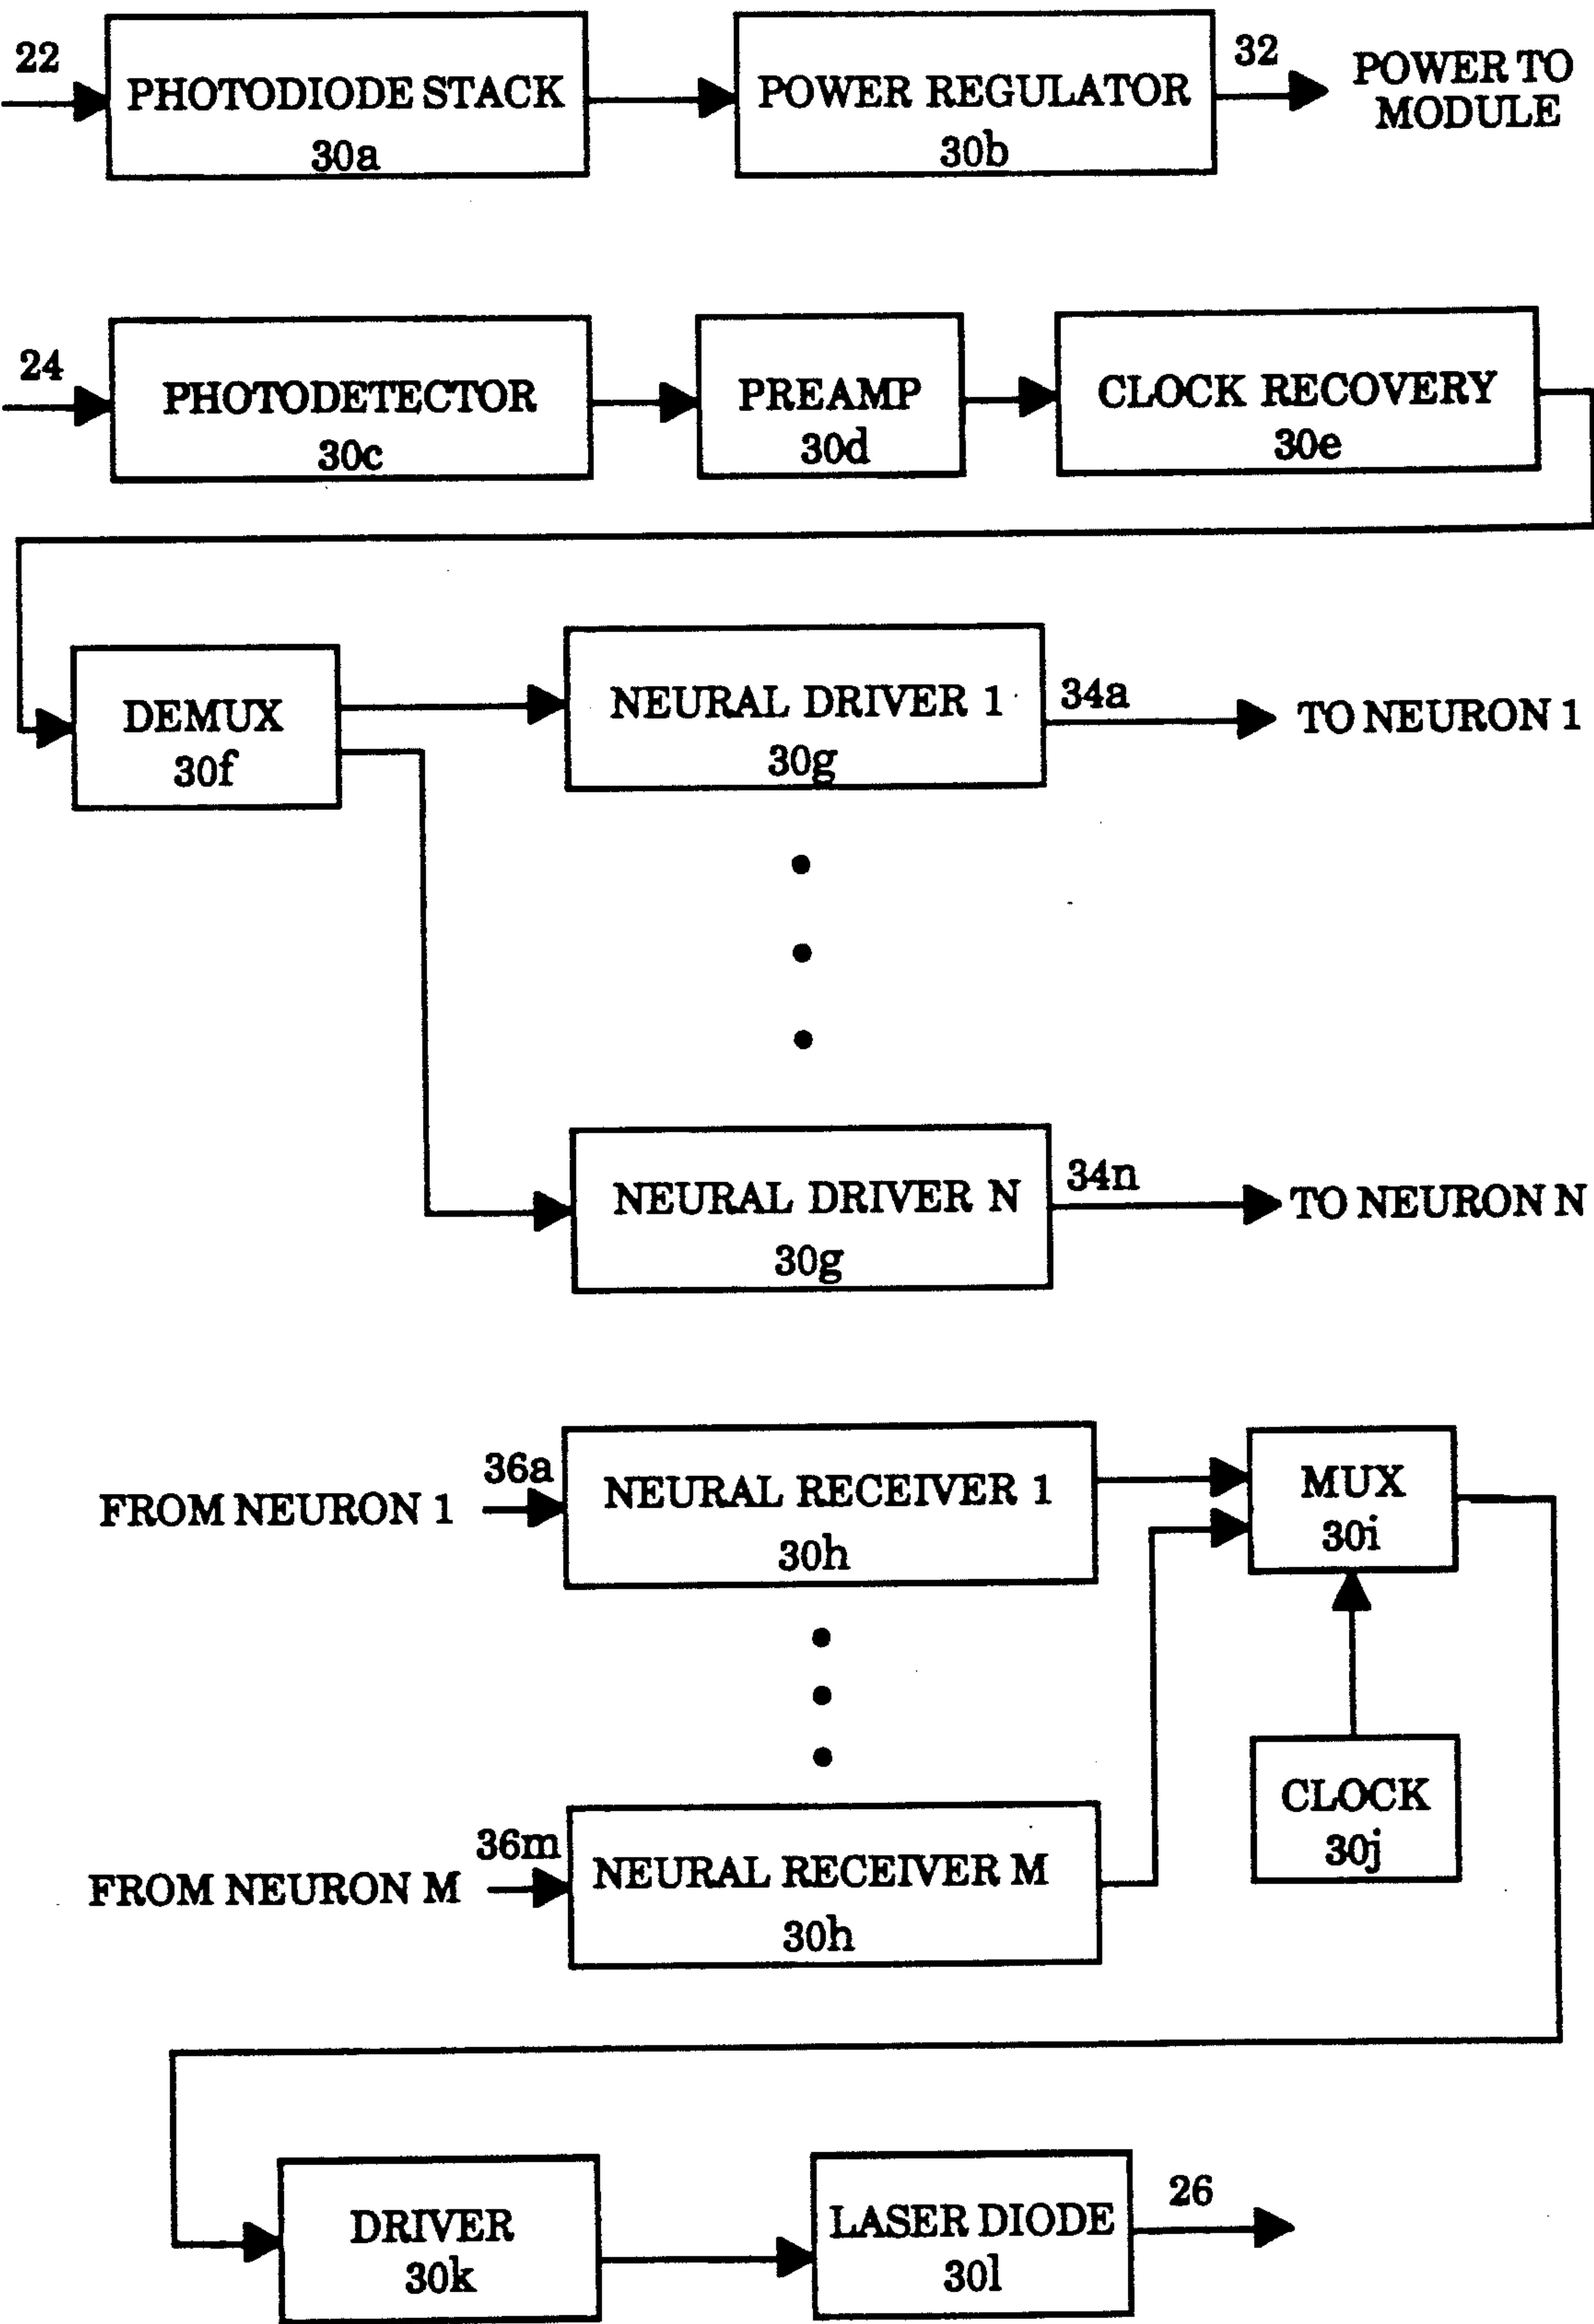 22
PHOTODIODE STACK
30a
POWER REGULATOR
30b
32
POWER TO
MODULE
24
PHOTODETECTOR
30c
PREAMP
30d
CLOCK RECOVERY
30e
DEMUX
30f
NEURAL DRIVER 1
30g
34a
TO NEURON 1
NEURAL DRIVER N
30g
34n
TO NEURON N
FROM NEURON 1
36a
NEURAL RECEIVER 1
30h
MUX
30i
CLOCK
30j
FROM NEURON M
36m
NEURAL RECEIVER M
30h
DRIVER
30k
LASER DIODE
30l
26